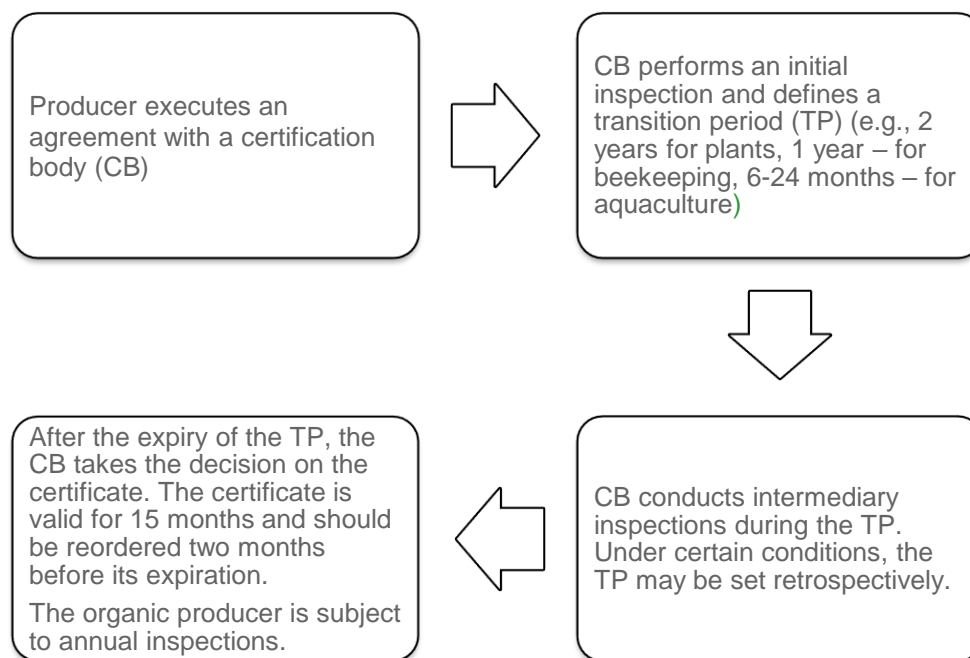 Producer executes an
agreement with a certification
body (CB)
CB performs an initial
inspection and defines a
transition period (TP) (e.g., 2
years for plants, 1 year – for
beekeeping, 6-24 months – for
aquaculture)
CB conducts intermediary
inspections during the TP.
Under certain conditions, the
TP may be set retrospectively.
After the expiry of the TP, the
CB takes the decision on the
certificate. The certificate is
valid for 15 months and should
be reordered two months
before its expiration.
The organic producer is subject
to annual inspections.